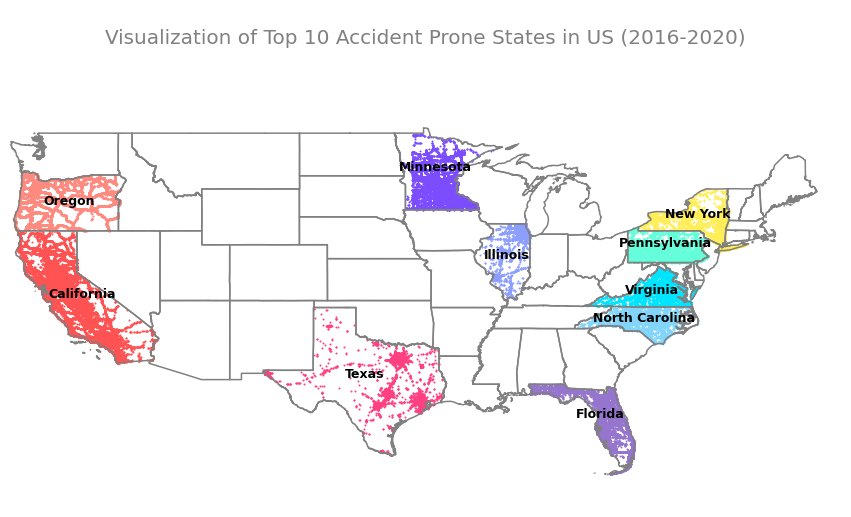 Visualization of Top 10 Accident Prone States in US (2016-2020)
Minnesota
Oregon
New York
Pennsylvania
Illinois
Virginia
California
North Carolina
Texas
Florida